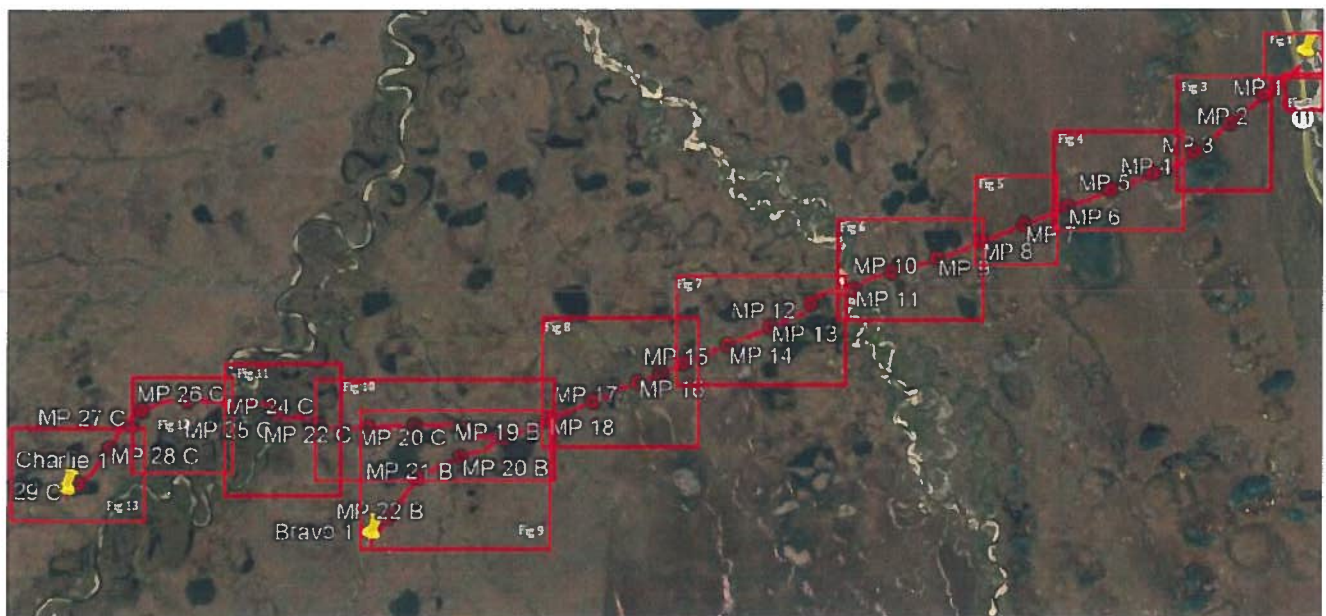 Fig 1
MP 1
Fig 3
MP 2
MP 3
Fig 4
MP 4
MP 5
MP 6
Fig 5
MP 8
Fig 6
MP 9
MP 10
MP 11
Fig 7
MP 12
MP 13
MP 14
Fig 8
MP 15
MP 16
MP 17
MP 18
Fig 11
Fig 10
MP 26 C
MP 24 C
MP 27 C
Fig 12
MP 25 C
MP 22 C
MP 20 C
MP 19 B
MP 28 C
Charlie 1
29 C
Fig 13
MP 21 B
MP 20 B
MP 22 B
Bravo 1
Fig 9